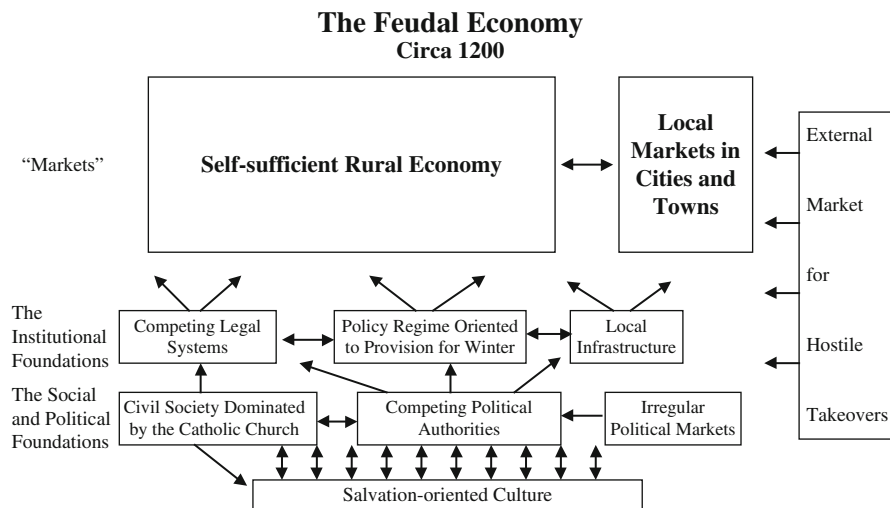 The Feudal Economy
Circa 1200
“Markets”
Self-sufficient Rural Economy
Local
Markets in
Cities and
Towns
External
Market
for
Hostile
Takeovers
The
Institutional
Foundations
Competing Legal
Systems
Policy Regime Oriented
to Provision for Winter
Local
Infrastructure
The Social
and Political
Foundations
Civil Society Dominated
by the Catholic Church
Competing Political
Authorities
Irregular
Political Markets
Salvation-oriented Culture